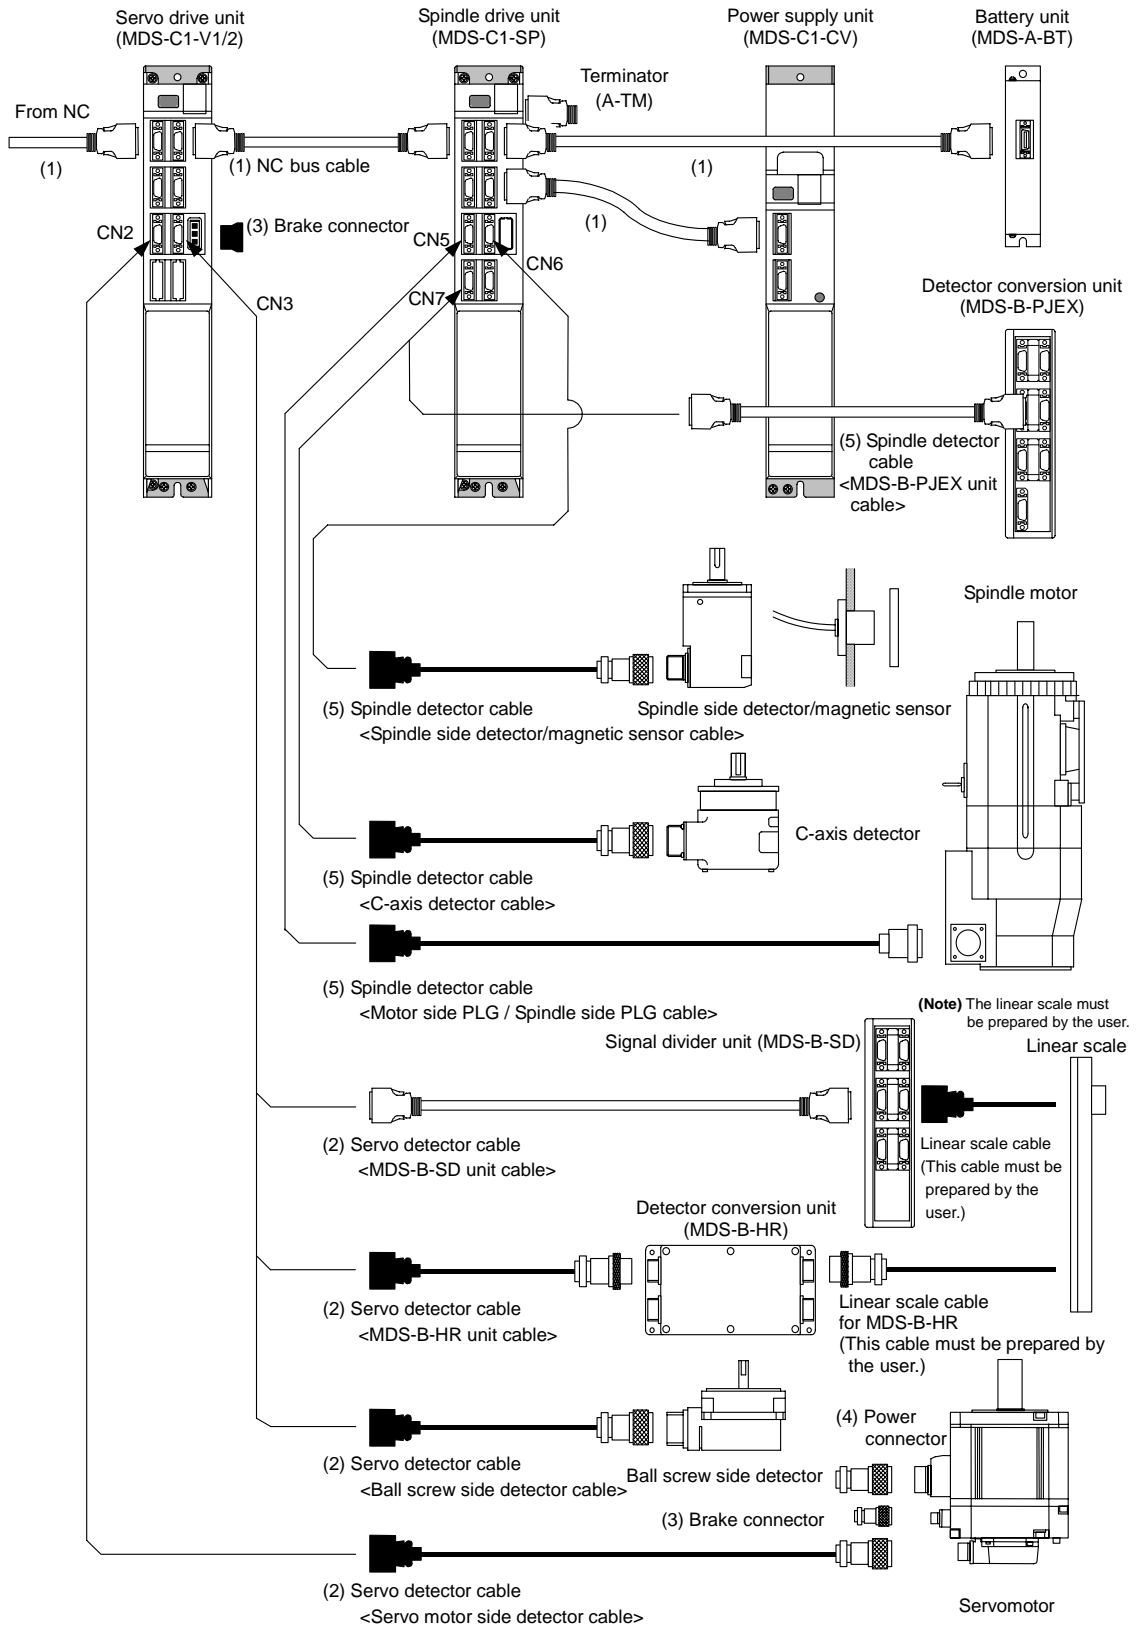 Servo drive unit
(MDS-C1-V1/2)
Spindle drive unit
(MDS-C1-SP)
Power supply unit
(MDS-C1-CV)
Battery unit
(MDS-A-BT)
Terminator
(A-TM)
From NC
(1)
(1) NC bus cable
(1)
(1)
CN2
(3) Brake connector
CN5
CN6
CN3
CN7
Detector conversion unit
(MDS-B-PJEX)
(5) Spindle detector
cable
<MDS-B-PJEX unit
cable>
Spindle motor
(5) Spindle detector cable
<Spindle side detector/magnetic sensor cable>
Spindle side detector/magnetic sensor
C-axis detector
(5) Spindle detector cable
<C-axis detector cable>
(5) Spindle detector cable
<Motor side PLG / Spindle side PLG cable>
(Note) The linear scale must
be prepared by the user.
Signal divider unit (MDS-B-SD)
Linear scale
(2) Servo detector cable
<MDS-B-SD unit cable>
Linear scale cable
(This cable must be
prepared by the
user.)
Detector conversion unit
(MDS-B-HR)
(2) Servo detector cable
<MDS-B-HR unit cable>
Linear scale cable
for MDS-B-HR
(This cable must be prepared by
the user.)
(4) Power
connector
(2) Servo detector cable
<Ball screw side detector cable>
Ball screw side detector
(3) Brake connector
(2) Servo detector cable
<Servo motor side detector cable>
Servomotor